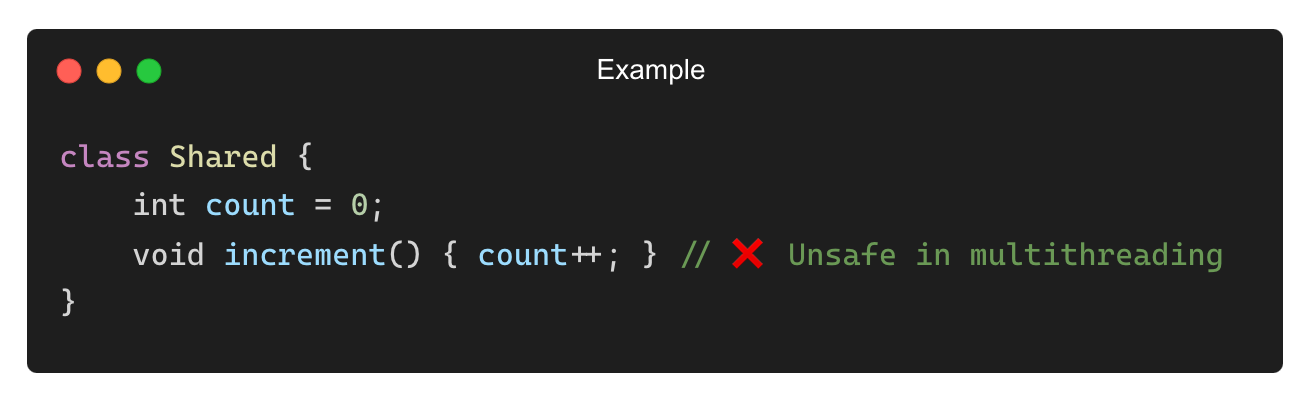 Example
class Shared {
    int count = 0;
    void increment() { count++; } // ❌ Unsafe in multithreading
}